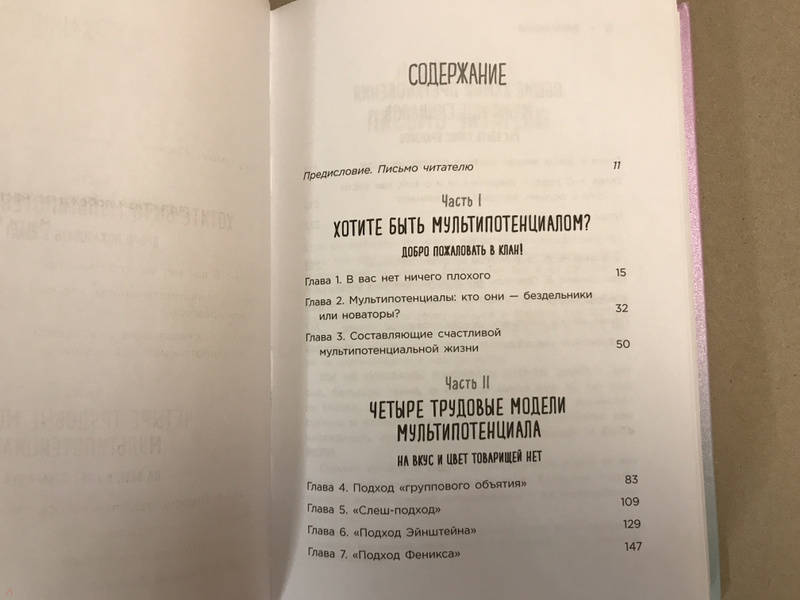 СОДЕРЖАНИЕ
Предисловие. Письмо читателю 11
Часть I
ХОТИТЕ БЫТЬ МУЛЬТИПОТЕНЦИАЛОМ?
ДОБРО ПОЖАЛОВАТЬ В КЛАН!
Глава 1. В вас нет ничего плохого 15
Глава 2. Мультипотенциалы: кто они — бездельники
или новаторы? 32
Глава 3. Составляющие счастливой
мультипотенциальной жизни 50
Часть II
ЧЕТЫРЕ ТРУДОВЫЕ МОДЕЛИ
МУЛЬТИПОТЕНЦИАЛА
НА ВКУС И ЦВЕТ ТОВАРИЩЕЙ НЕТ
Глава 4. Подход «группового объятия» 83
Глава 5. «Слеш-подход» 109
Глава 6. «Подход Эйнштейна» 129
Глава 7. «Подход Феникса» 147